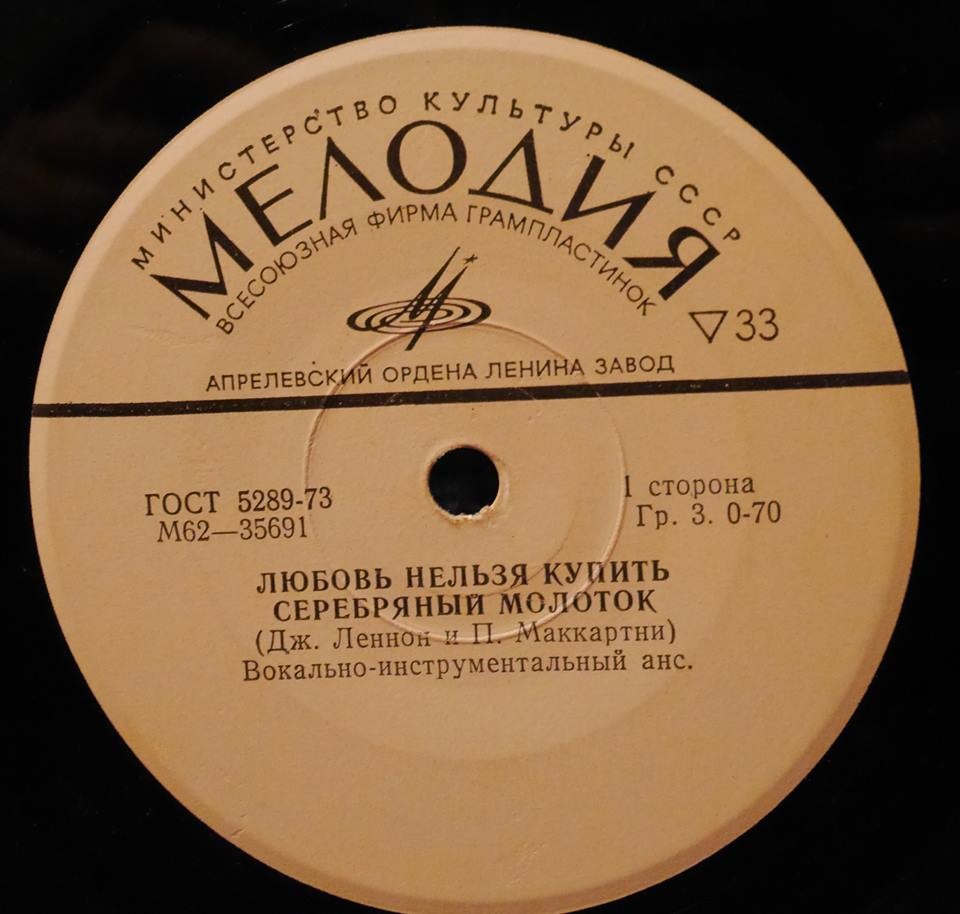 МИНИСТЕРСТВО КУЛЬТУРЫ СССР
МЕЛОДИЯ
ВСЕСОЮЗНАЯ ФИРМА ГРАМПЛАСТИНОК
▽33
АПРЕЛЕВСКИЙ ОРДЕНА ЛЕНИНА ЗАВОД
ГОСТ 5289-73
М62—35691
1 сторона
Гр. 3. 0-70
ЛЮБОВЬ НЕЛЬЗЯ КУПИТЬ
СЕРЕБРЯНЫЙ МОЛОТОК
(Дж. Леннон и П. Маккартни)
Вокально-инструментальный анс.